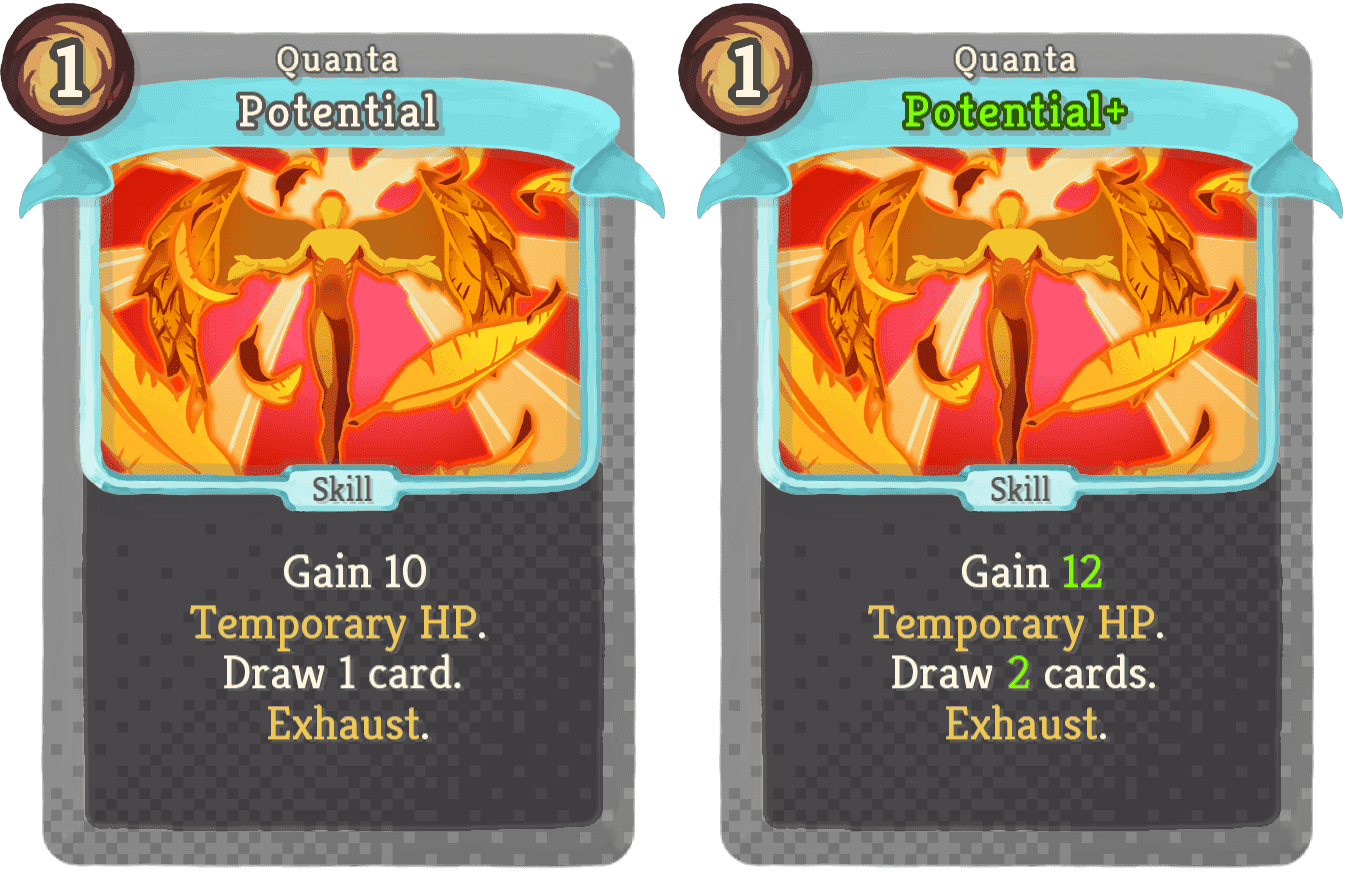 1
Quanta
Potential
Skill
Gain 10
Temporary HP.
Draw 1 card.
Exhaust.
1
Quanta
Potential+
Skill
Gain 12
Temporary HP.
Draw 2 cards.
Exhaust.